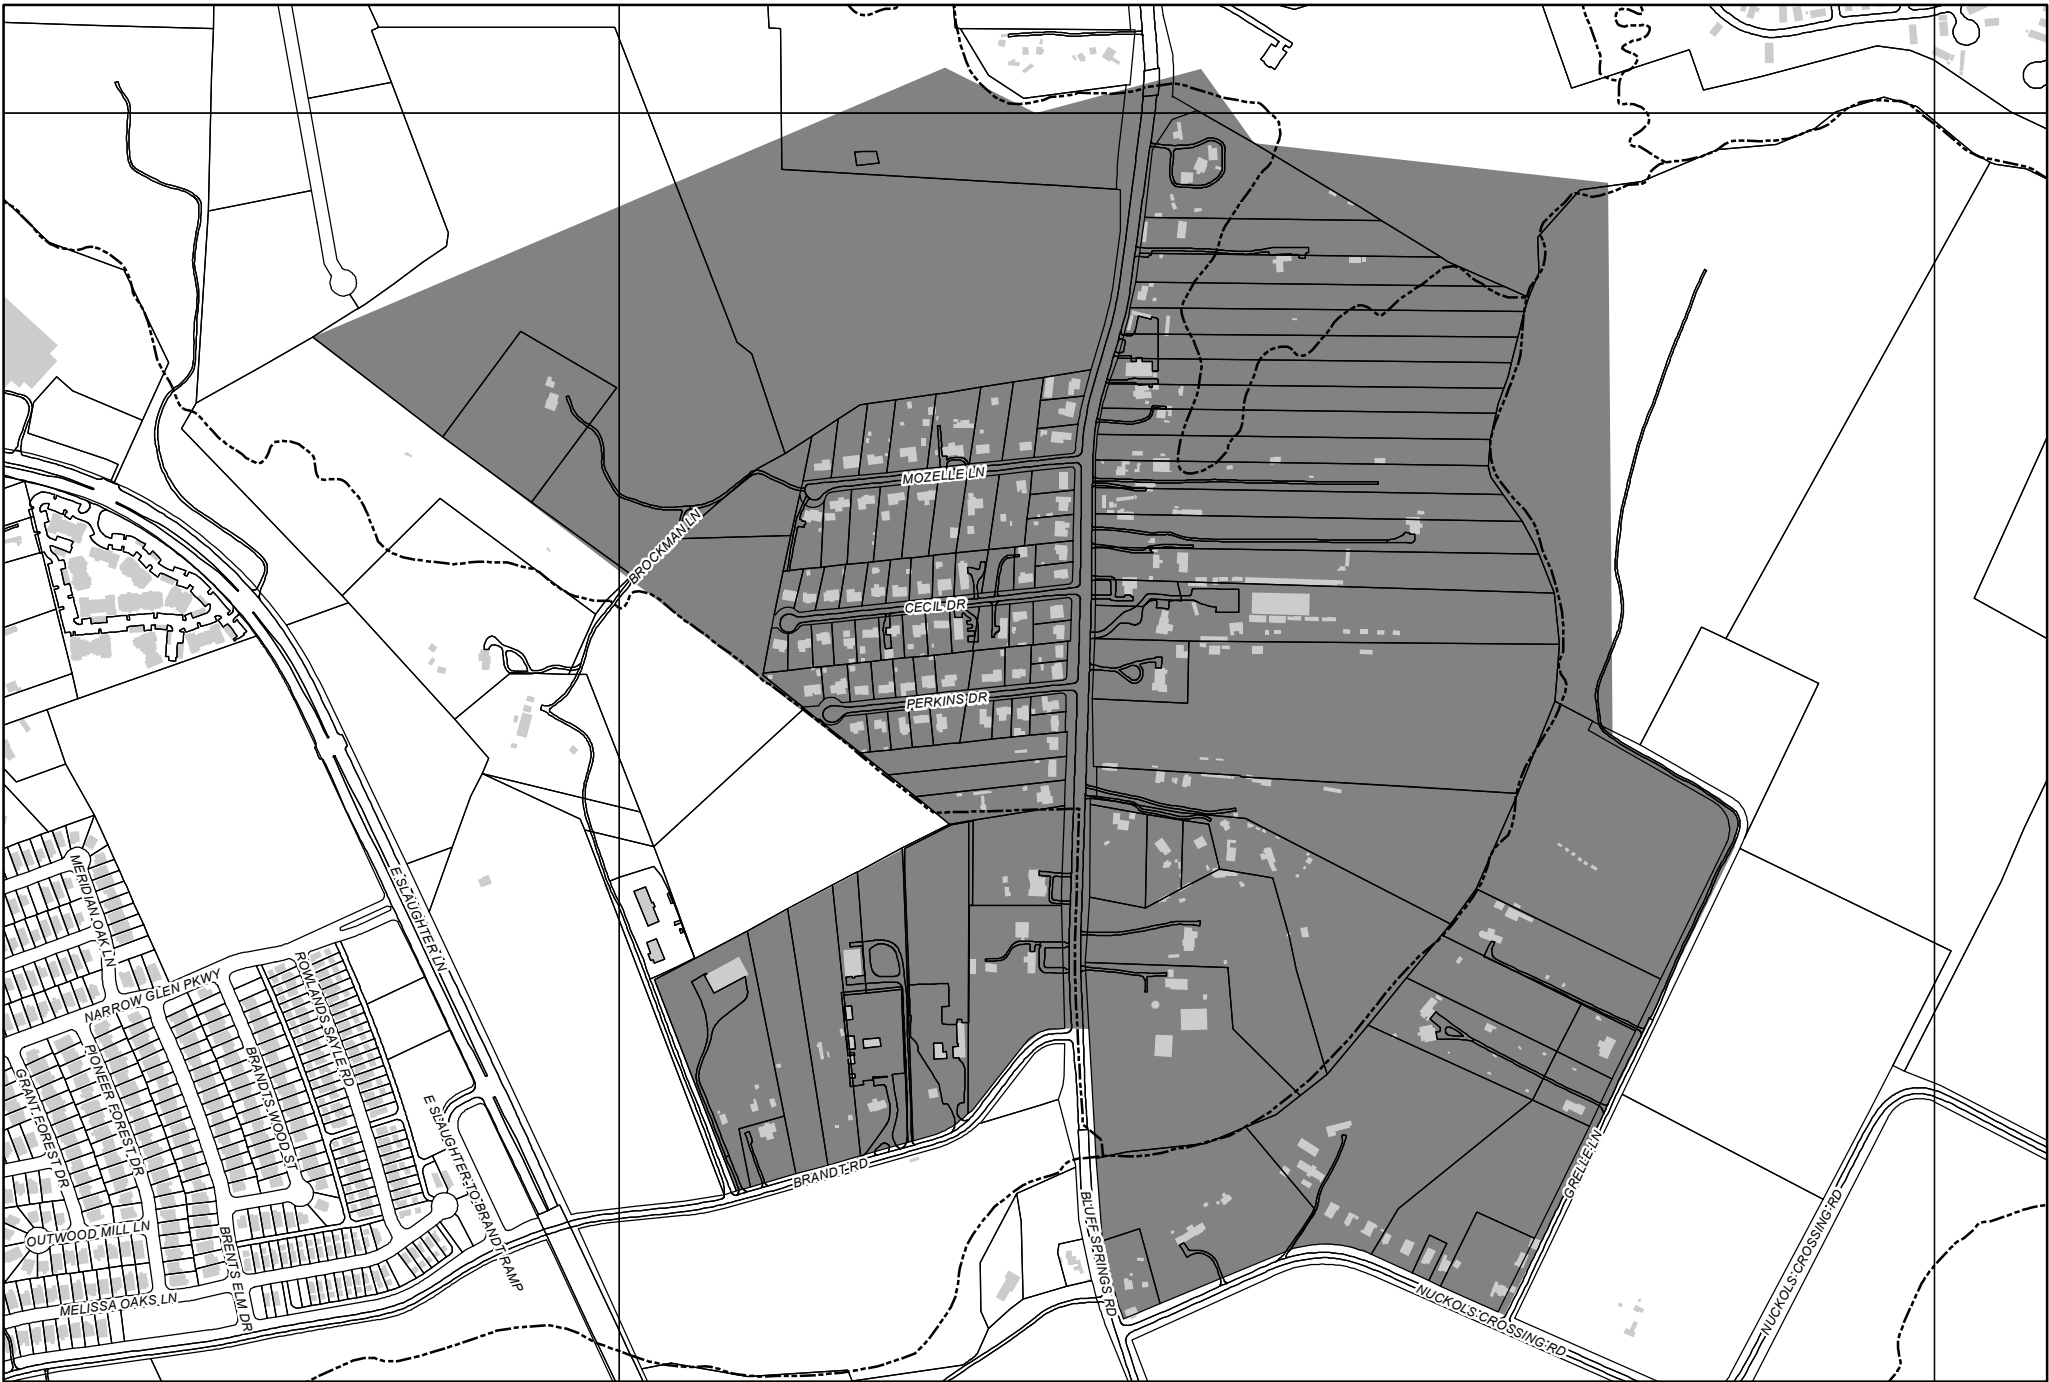 MOZELLE LN
BROCKMAN LN
CECIL DR
PERKINS DR
MERIDIAN OAK LN
E SLAUGHTER LN
NARROW GLEN PKWY
ROWLANDS SAYLE RD
PIONEER FOREST DR
BRANDTS WOOD ST
GRANT FOREST DR
E SLAUGHTER TO BRANDT RAMP
BRANDT RD
GRELLE LN
OUTWOOD MILL LN
BRENTS ELM DR
BLUFF SPRINGS RD
NUCKOLS CROSSING RD
MELISSA OAKS LN
NUCKOLS CROSSING RD